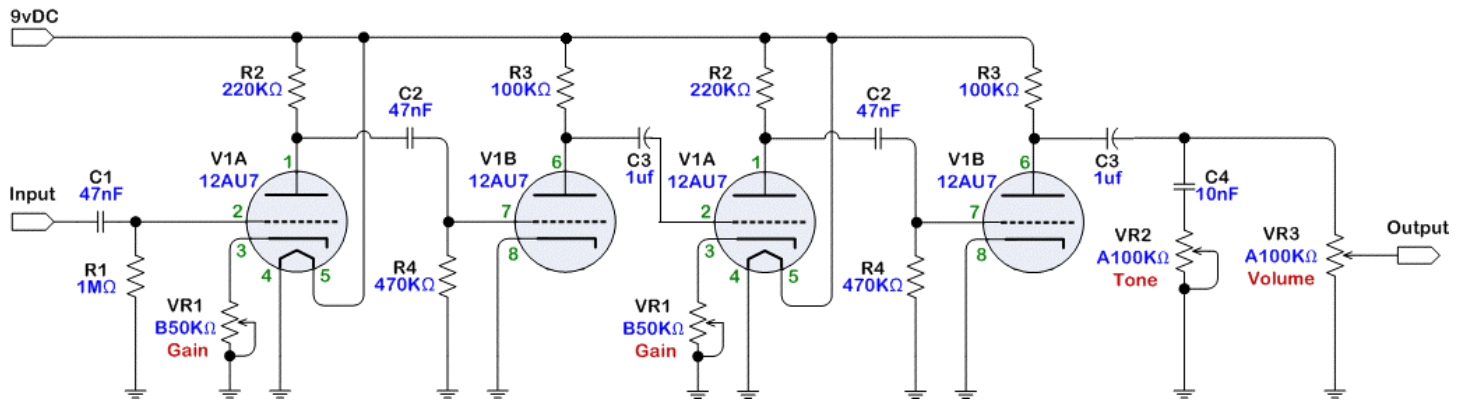 9vDC
R2
220KΩ
C2
47nF
R3
100KΩ
R2
220KΩ
C2
47nF
R3
100KΩ
Input
C1
47nF
R1
1MΩ
V1A
12AU7
1
2
3
4
5
VR1
B50KΩ
Gain
R4
470KΩ
V1B
12AU7
6
7
8
C3
1uf
V1A
12AU7
1
2
3
4
5
VR1
B50KΩ
Gain
R4
470KΩ
V1B
12AU7
6
7
8
C3
1uf
C4
10nF
VR2
A100KΩ
Tone
VR3
A100KΩ
Volume
Output